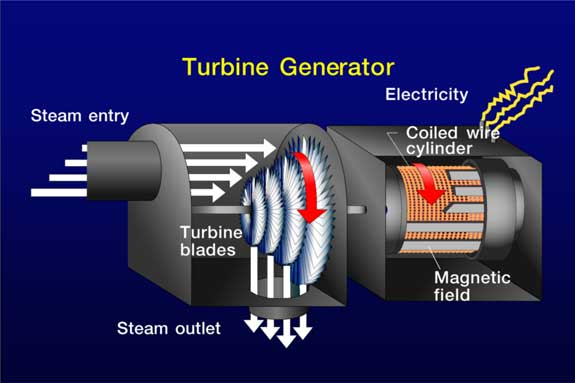 Turbine Generator
Electricity
Steam entry
Coiled wire
cylinder
Turbine
blades
Magnetic
field
Steam outlet